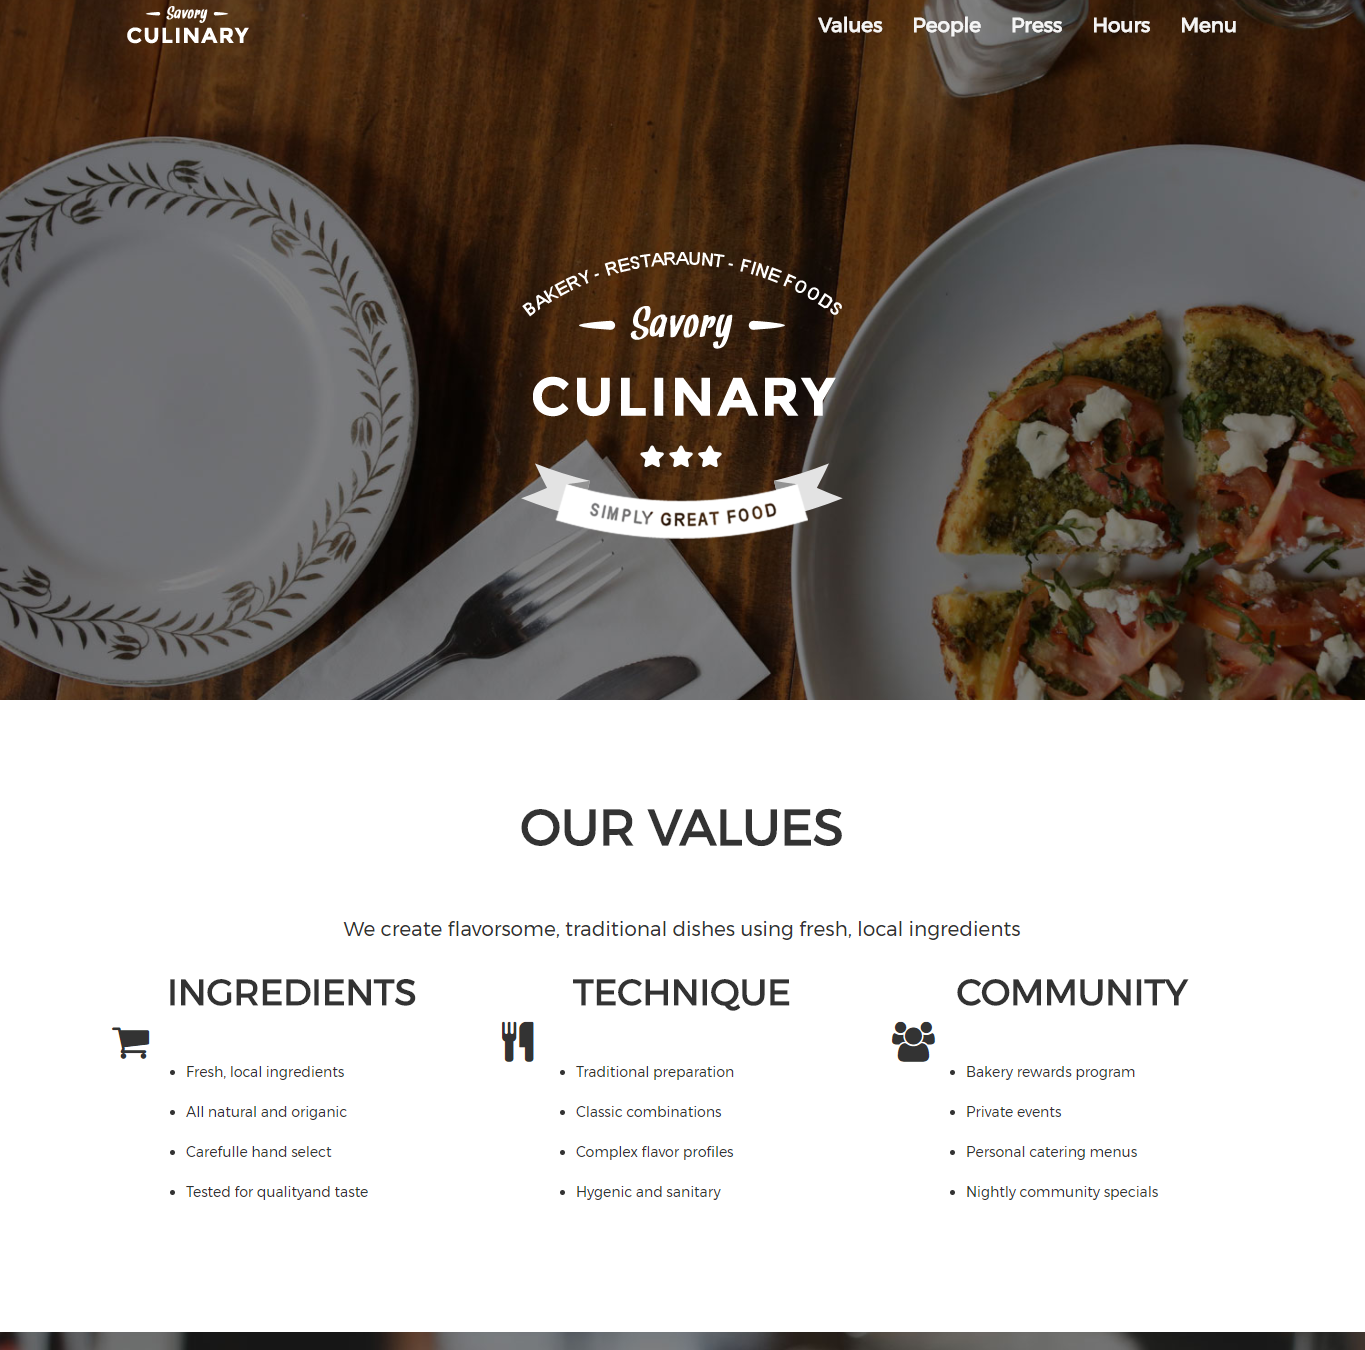 Savory
CULINARY
Values People Press Hours Menu
BAKERY - RESTARAUNT - FINE FOODS
Savory
CULINARY
SIMPLY GREAT FOOD
OUR VALUES
We create flavorsome, traditional dishes using fresh, local ingredients
INGREDIENTS
Fresh, local ingredients
All natural and origanic
Carefulle hand select
Tested for qualityand taste
TECHNIQUE
Traditional preparation
Classic combinations
Complex flavor profiles
Hygenic and sanitary
COMMUNITY
Bakery rewards program
Private events
Personal catering menus
Nightly community specials